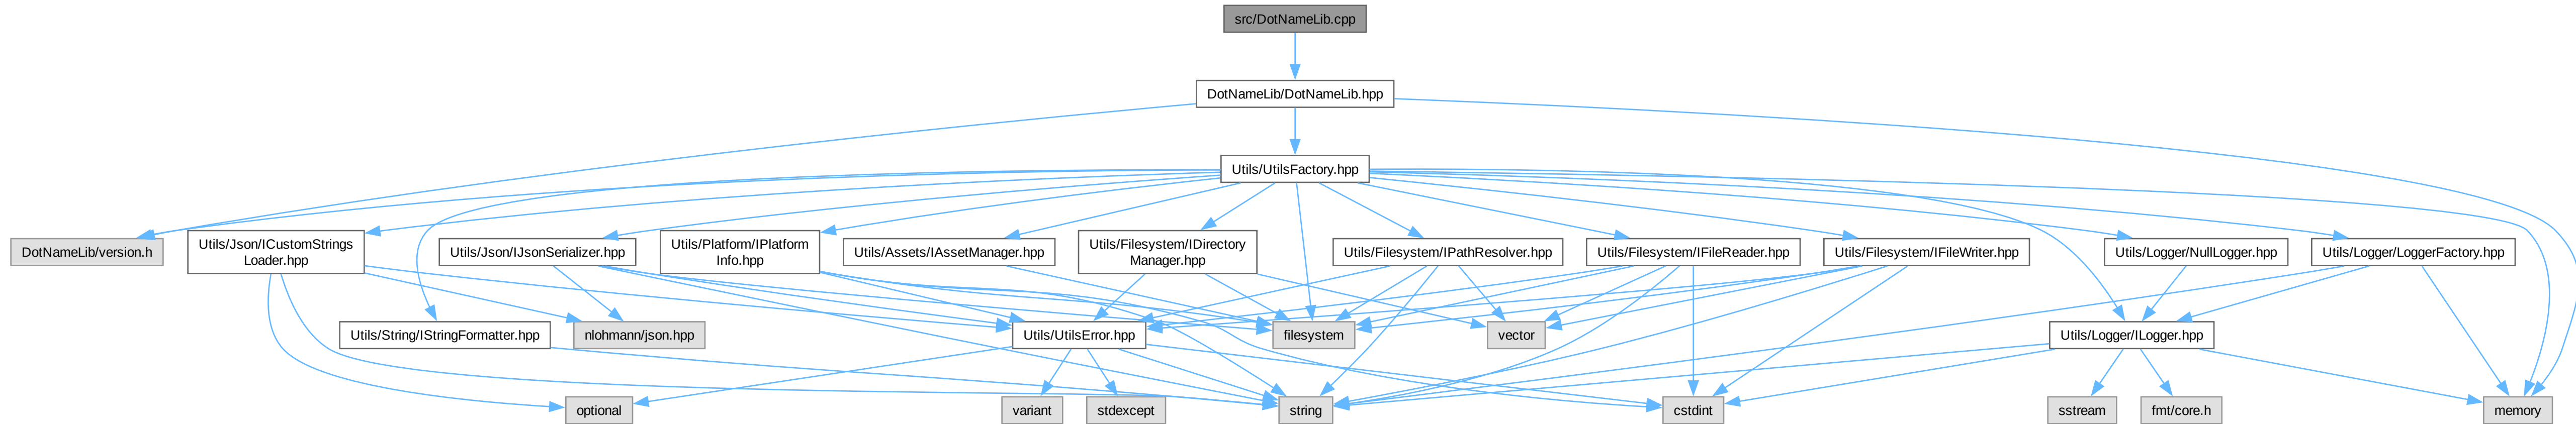 src/DotNameLib.cpp
DotNameLib/DotNameLib.hpp
Utils/UtilsFactory.hpp
DotNameLib/version.h
Utils/Json/ICustomStrings
Loader.hpp
Utils/Json/IJsonSerializer.hpp
Utils/Platform/IPlatform
Info.hpp
Utils/Assets/IAssetManager.hpp
Utils/Filesystem/IDirectory
Manager.hpp
Utils/Filesystem/IPathResolver.hpp
Utils/Filesystem/IFileReader.hpp
Utils/Filesystem/IFileWriter.hpp
Utils/Logger/NullLogger.hpp
Utils/Logger/LoggerFactory.hpp
Utils/String/IStringFormatter.hpp
nlohmann/json.hpp
Utils/UtilsError.hpp
filesystem
vector
Utils/Logger/ILogger.hpp
optional
variant
stdexcept
string
cstdint
sstream
fmt/core.h
memory